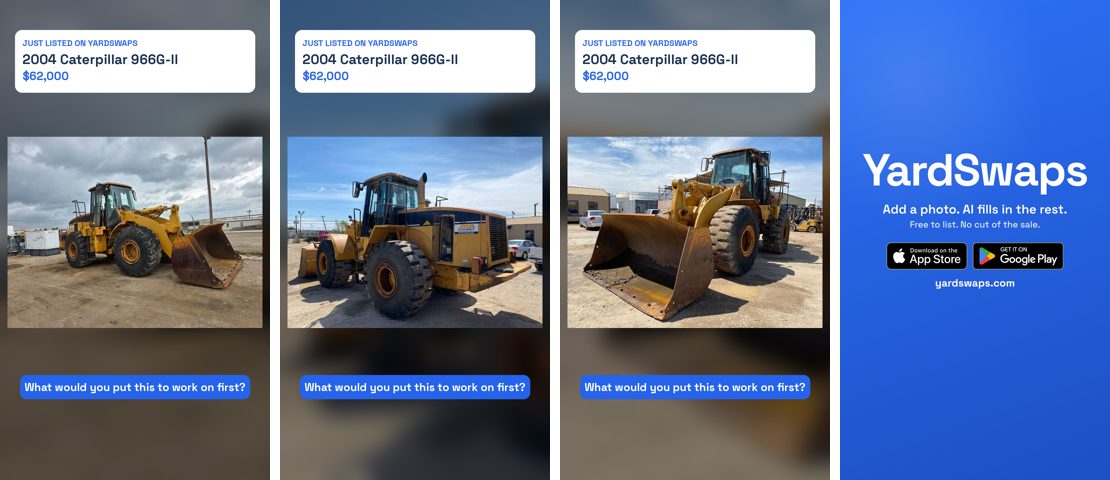 JUST LISTED ON YARDSWAPS
2004 Caterpillar 966G-II
$62,000
What would you put this to work on first?
JUST LISTED ON YARDSWAPS
2004 Caterpillar 966G-II
$62,000
What would you put this to work on first?
JUST LISTED ON YARDSWAPS
2004 Caterpillar 966G-II
$62,000
What would you put this to work on first?
YardSwaps
Add a photo. AI fills in the rest.
Free to list. No cut of the sale.
Download on the
App Store
GET IT ON
Google Play
yardswaps.com